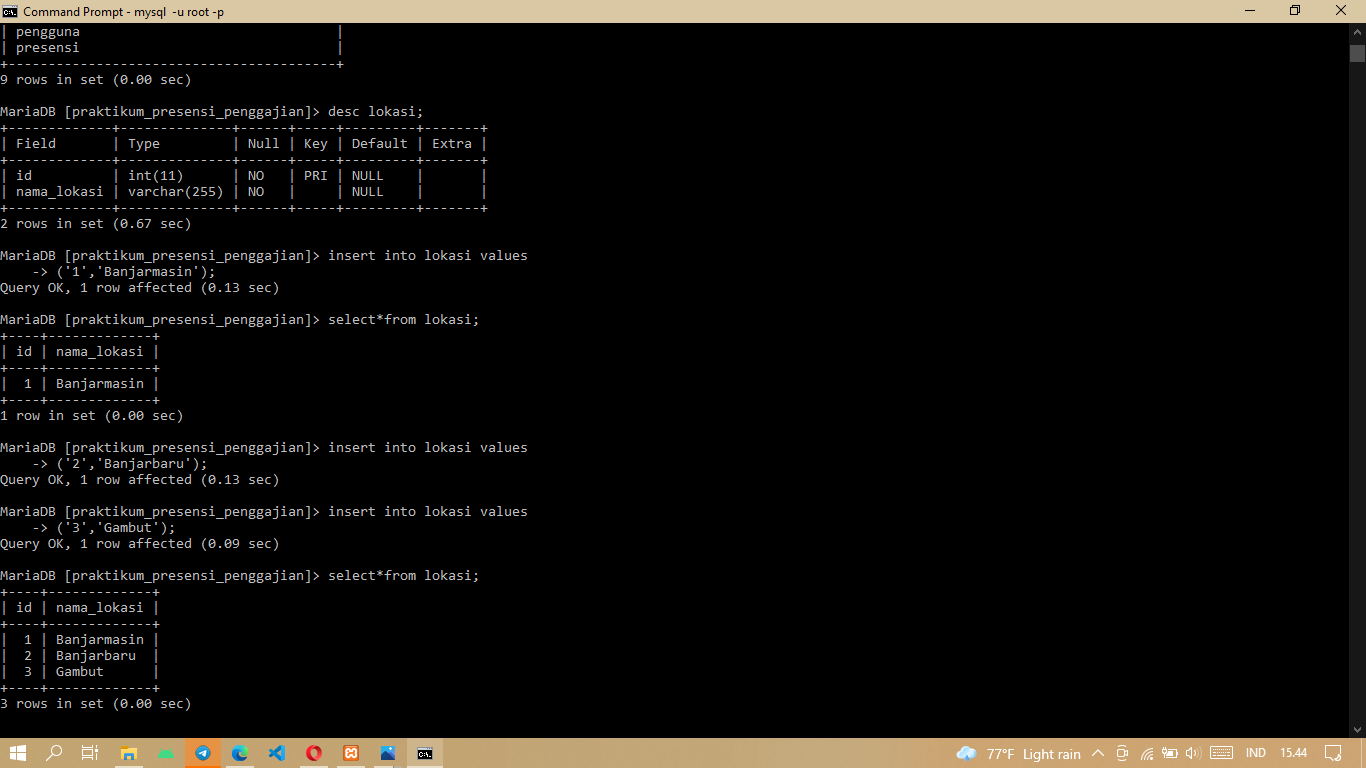 Command Prompt - mysql -u root -p
| pengguna                               |
| presensi                               |
+----------------------------------------+
9 rows in set (0.00 sec)
MariaDB [praktikum_presensi_penggajian]> desc lokasi;
+-------------+--------------+------+-----+---------+-------+
| Field       | Type         | Null | Key | Default | Extra |
+-------------+--------------+------+-----+---------+-------+
| id          | int(11)      | NO   | PRI | NULL    |       |
| nama_lokasi | varchar(255) | NO   |     | NULL    |       |
+-------------+--------------+------+-----+---------+-------+
2 rows in set (0.67 sec)
MariaDB [praktikum_presensi_penggajian]> insert into lokasi values
    -> ('1','Banjarmasin');
Query OK, 1 row affected (0.13 sec)
MariaDB [praktikum_presensi_penggajian]> select*from lokasi;
+----+-------------+
| id | nama_lokasi |
+----+-------------+
|  1 | Banjarmasin |
+----+-------------+
1 row in set (0.00 sec)
MariaDB [praktikum_presensi_penggajian]> insert into lokasi values
    -> ('2','Banjarbaru');
Query OK, 1 row affected (0.13 sec)
MariaDB [praktikum_presensi_penggajian]> insert into lokasi values
    -> ('3','Gambut');
Query OK, 1 row affected (0.09 sec)
MariaDB [praktikum_presensi_penggajian]> select*from lokasi;
+----+-------------+
| id | nama_lokasi |
+----+-------------+
|  1 | Banjarmasin |
|  2 | Banjarbaru  |
|  3 | Gambut      |
+----+-------------+
3 rows in set (0.00 sec)
77°F Light rain IND 15.44